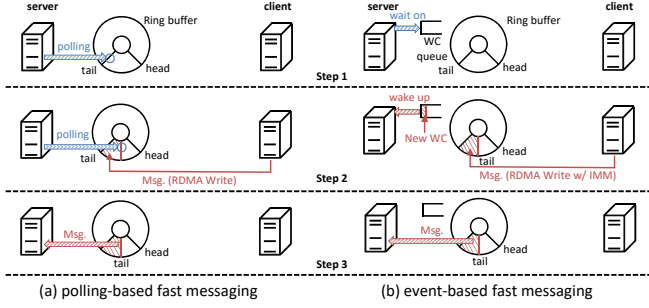 server
client
Ring buffer
polling
tail
head
server
client
wait on
Ring buffer
WC
queue
tail
head
Step 1
polling
tail
head
Msg. (RDMA Write)
wake up
New WC
tail
head
Msg. (RDMA Write w/ IMM)
Step 2
Msg.
head
tail
Msg.
head
tail
Step 3
(a) polling-based fast messaging
(b) event-based fast messaging